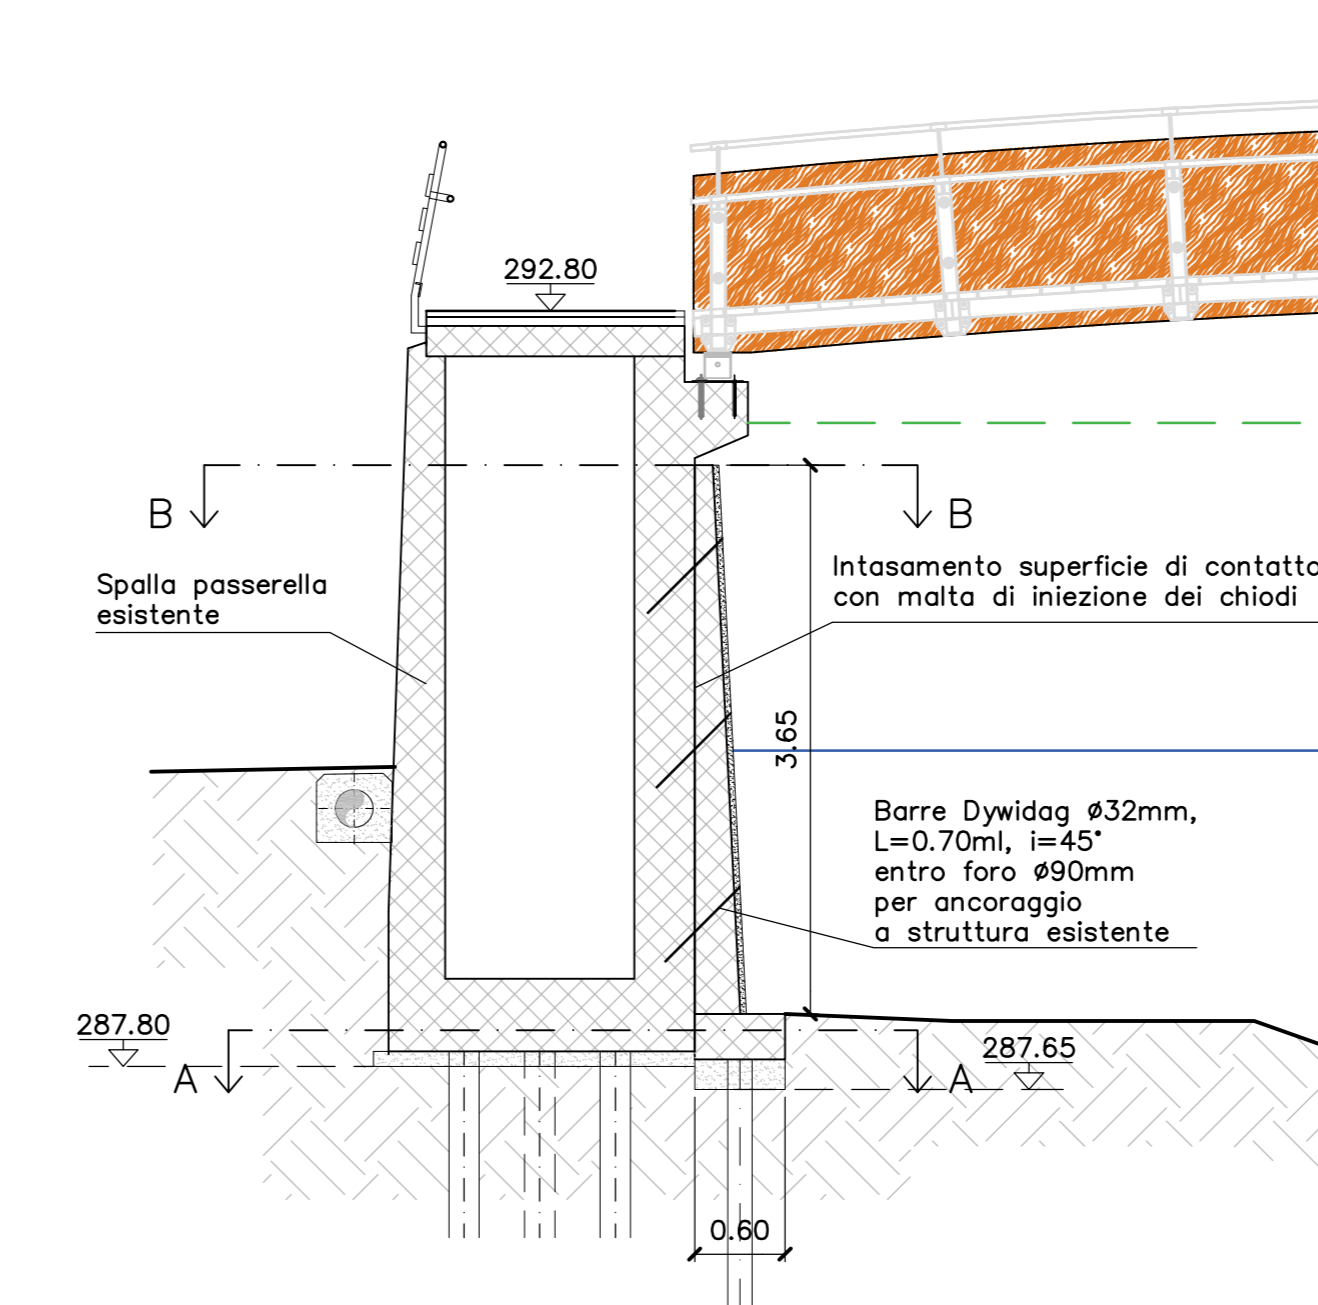 292.80
B
B
Spalla passerella
esistente
Intasamento superficie di contatto
con malta di iniezione dei chiodi
3.65
Barre Dywidag ø32mm,
L=0.70ml, i=45°
entro foro ø90mm
per ancoraggio
a struttura esistente
287.80
A
A
287.65
0.60